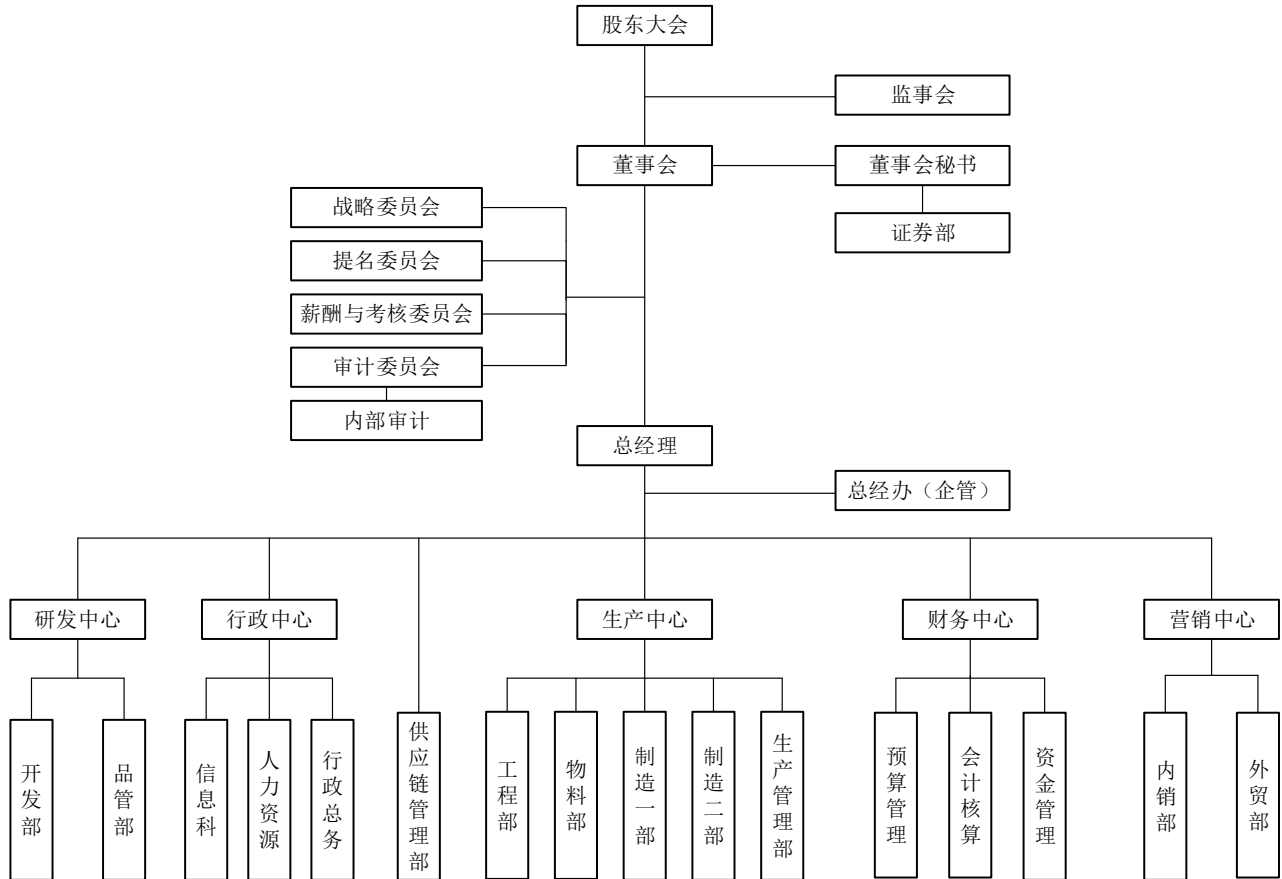 股东大会
监事会
董事会
董事会秘书
战略委员会
证券部
提名委员会
薪酬与考核委员会
审计委员会
内部审计
总经理
总经办（企管）
研发中心
行政中心
生产中心
财务中心
营销中心
开发部
品管部
信息科
人力资源
行政总务
供应链管理部
工程部
物料部
制造一部
制造二部
生产管理部
预算管理
会计核算
资金管理
内销部
外贸部